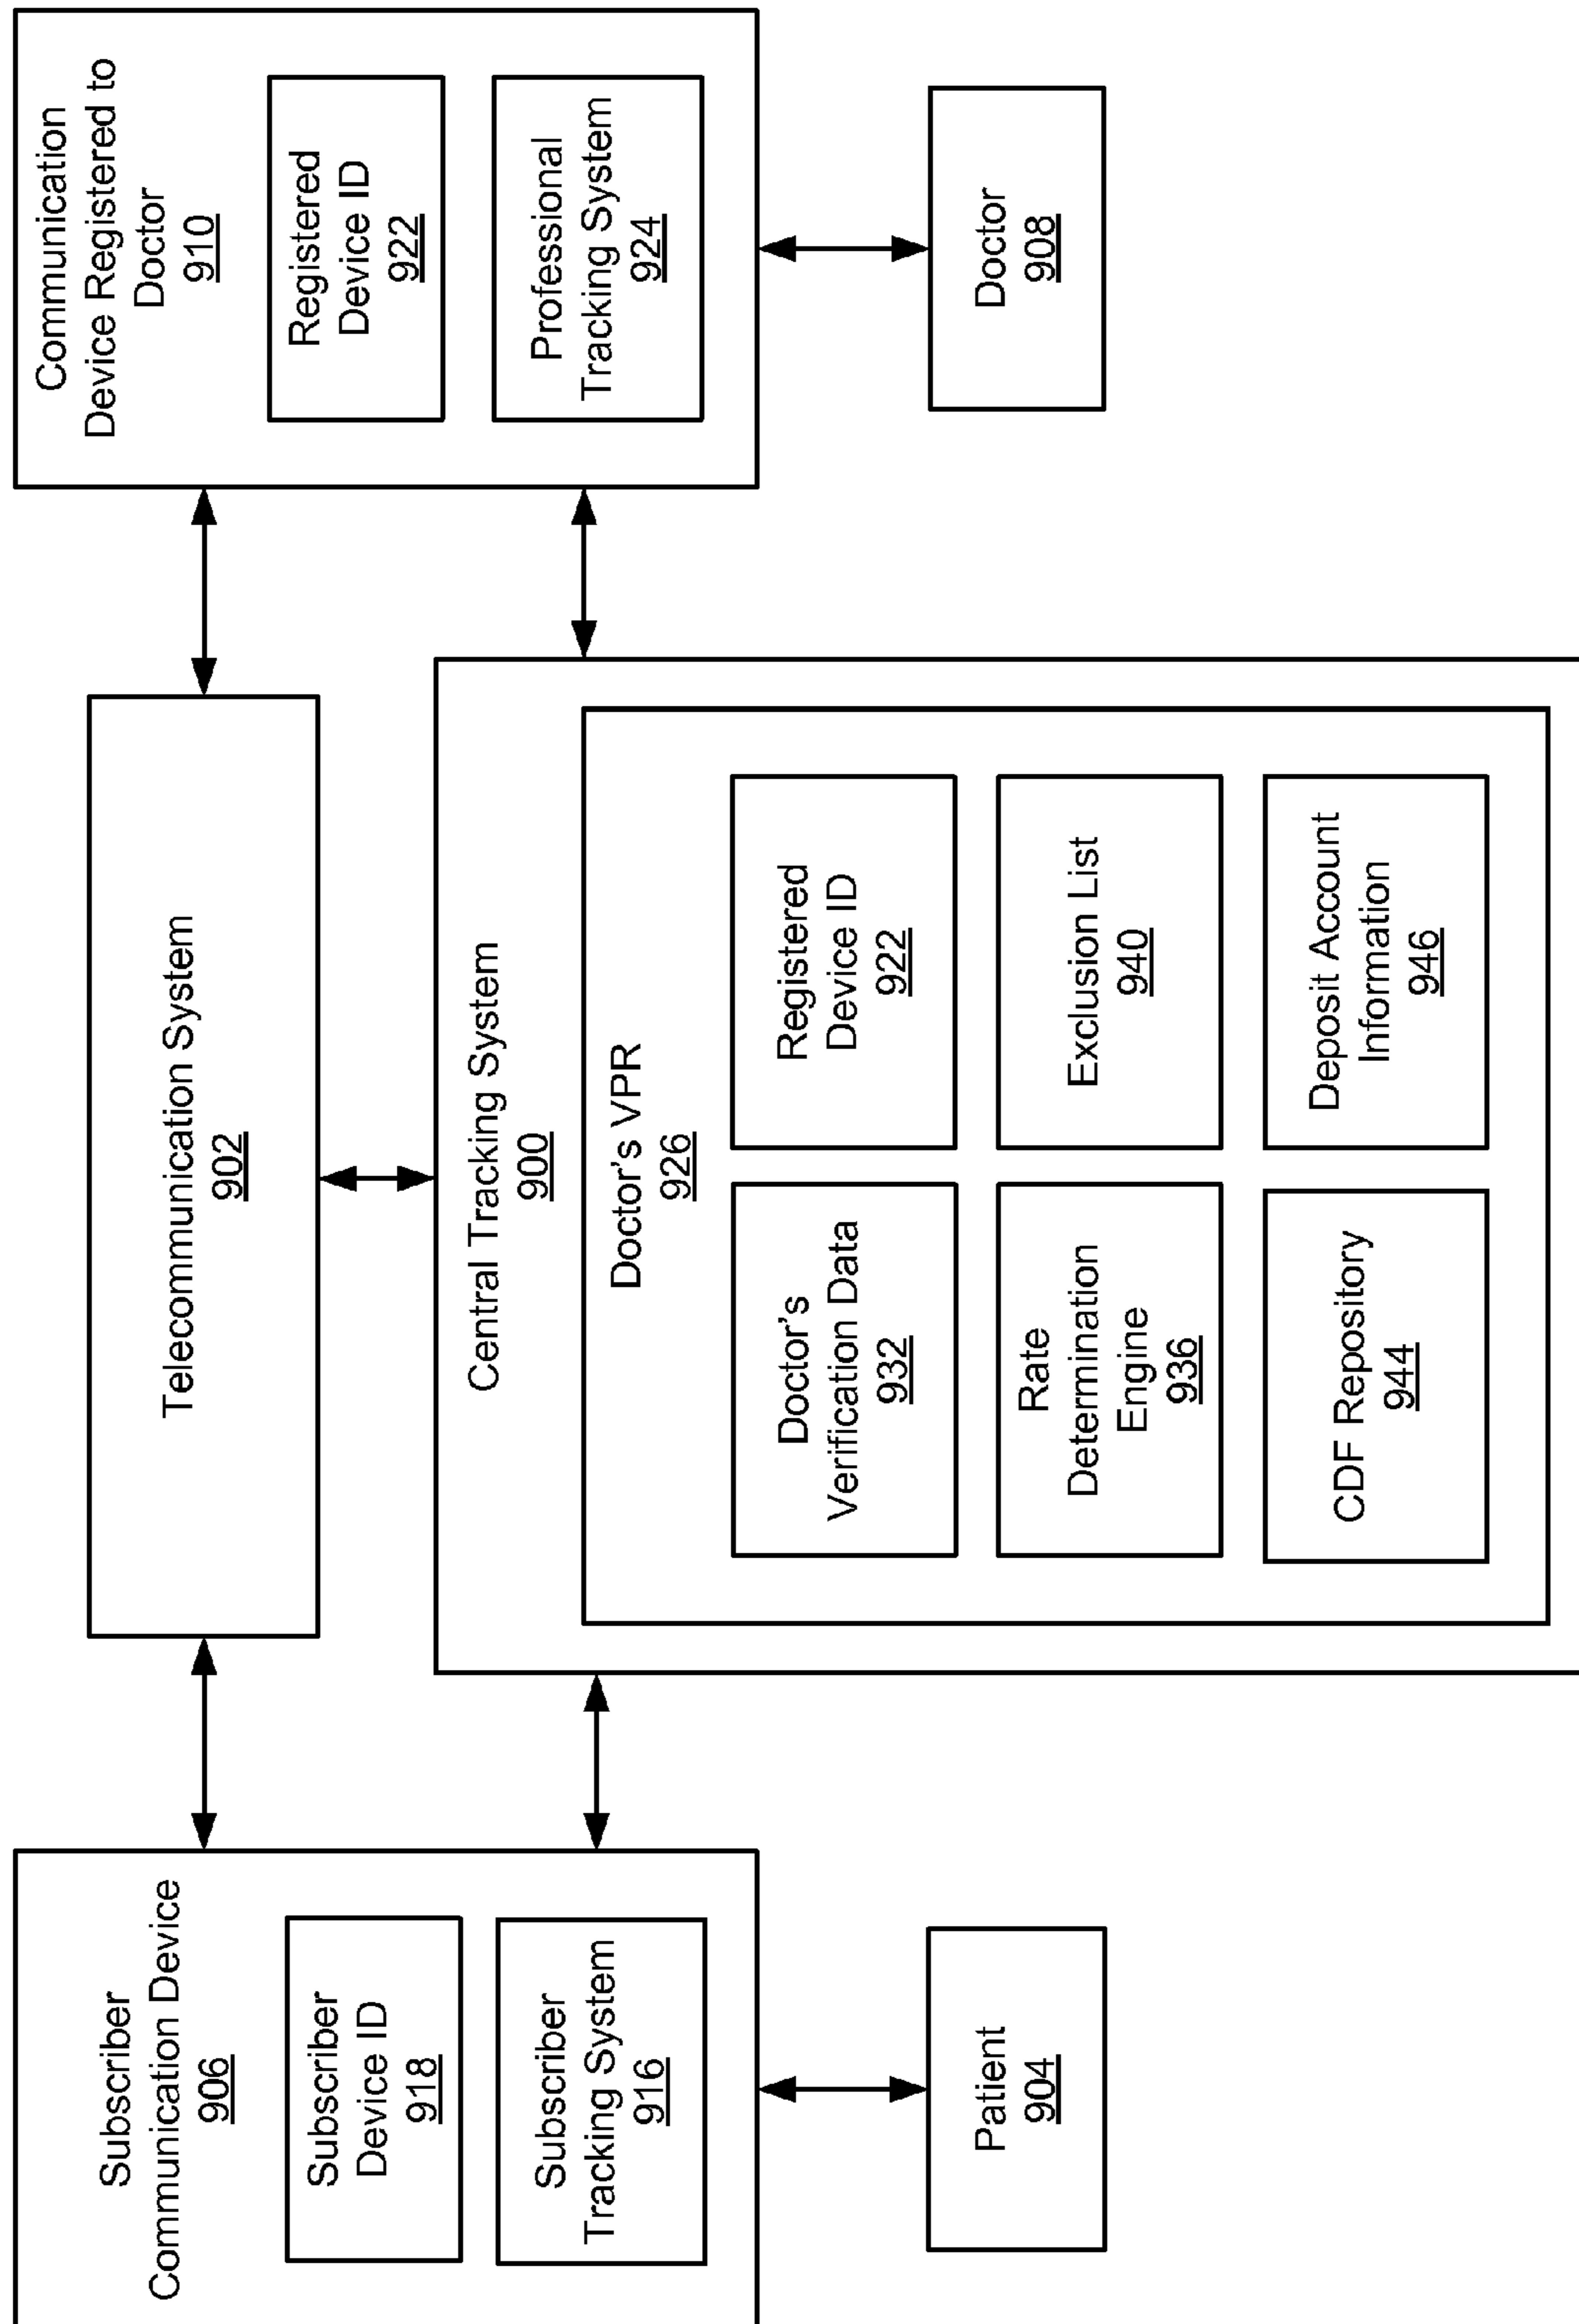 Subscriber
Communication Device
906
Subscriber
Device ID
918
Subscriber
Tracking System
916
Patient
904
Telecommunication System
902
Central Tracking System
900
Doctor's VPR
926
Doctor's
Verification Data
932
Registered
Device ID
922
Rate
Determination
Engine
936
Exclusion List
940
CDF Repository
944
Deposit Account
Information
946
Communication
Device Registered to
Doctor
910
Registered
Device ID
922
Professional
Tracking System
924
Doctor
908